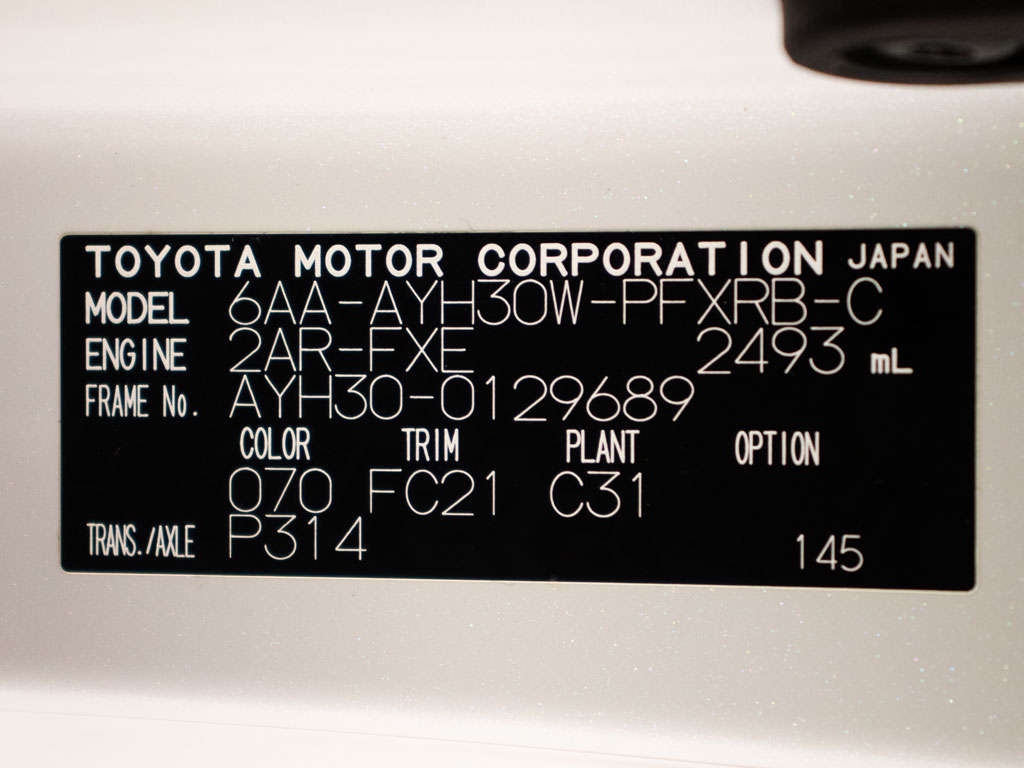 TOYOTA MOTOR CORPORATION JAPAN
MODEL 6AA-AYH30W-PFXRB-C
ENGINE 2AR-FXE 2493 mL
FRAME No. AYH30-0129689
COLOR TRIM PLANT OPTION
070 FC21 C31
TRANS./AXLE P314 145